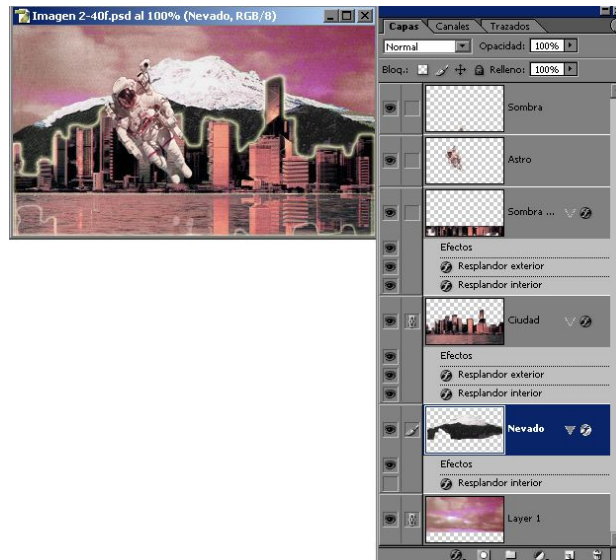 Imagen 2-40f.psd al 100% (Nevado, RGB/8)
Capas Canales Trazados
Normal Opacidad: 100%
Bloq.: Relleno: 100%
Sombra
Astro
Sombra ...
Efectos
Resplandor exterior
Resplandor interior
Ciudad
Efectos
Resplandor exterior
Resplandor interior
Nevado
Efectos
Resplandor interior
Layer 1